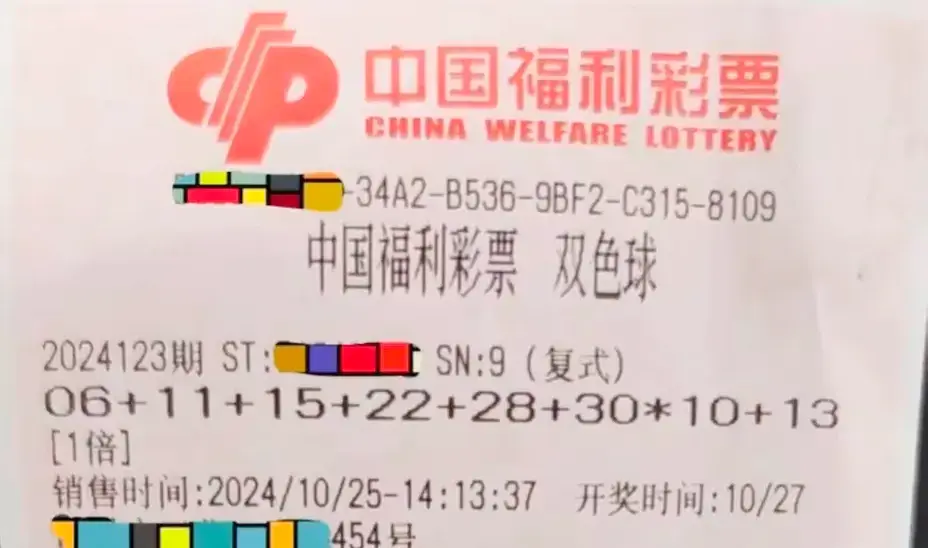 中国福利彩票
CHINA WELFARE LOTTERY
-34A2-B536-9BF2-C315-8109
中国福利彩票 双色球
2024123期 ST: SN:9 (复式)
06+11+15+22+28+30*10+13
[1倍]
销售时间:2024/10/25-14:13:37 开奖时间:10/27
454号